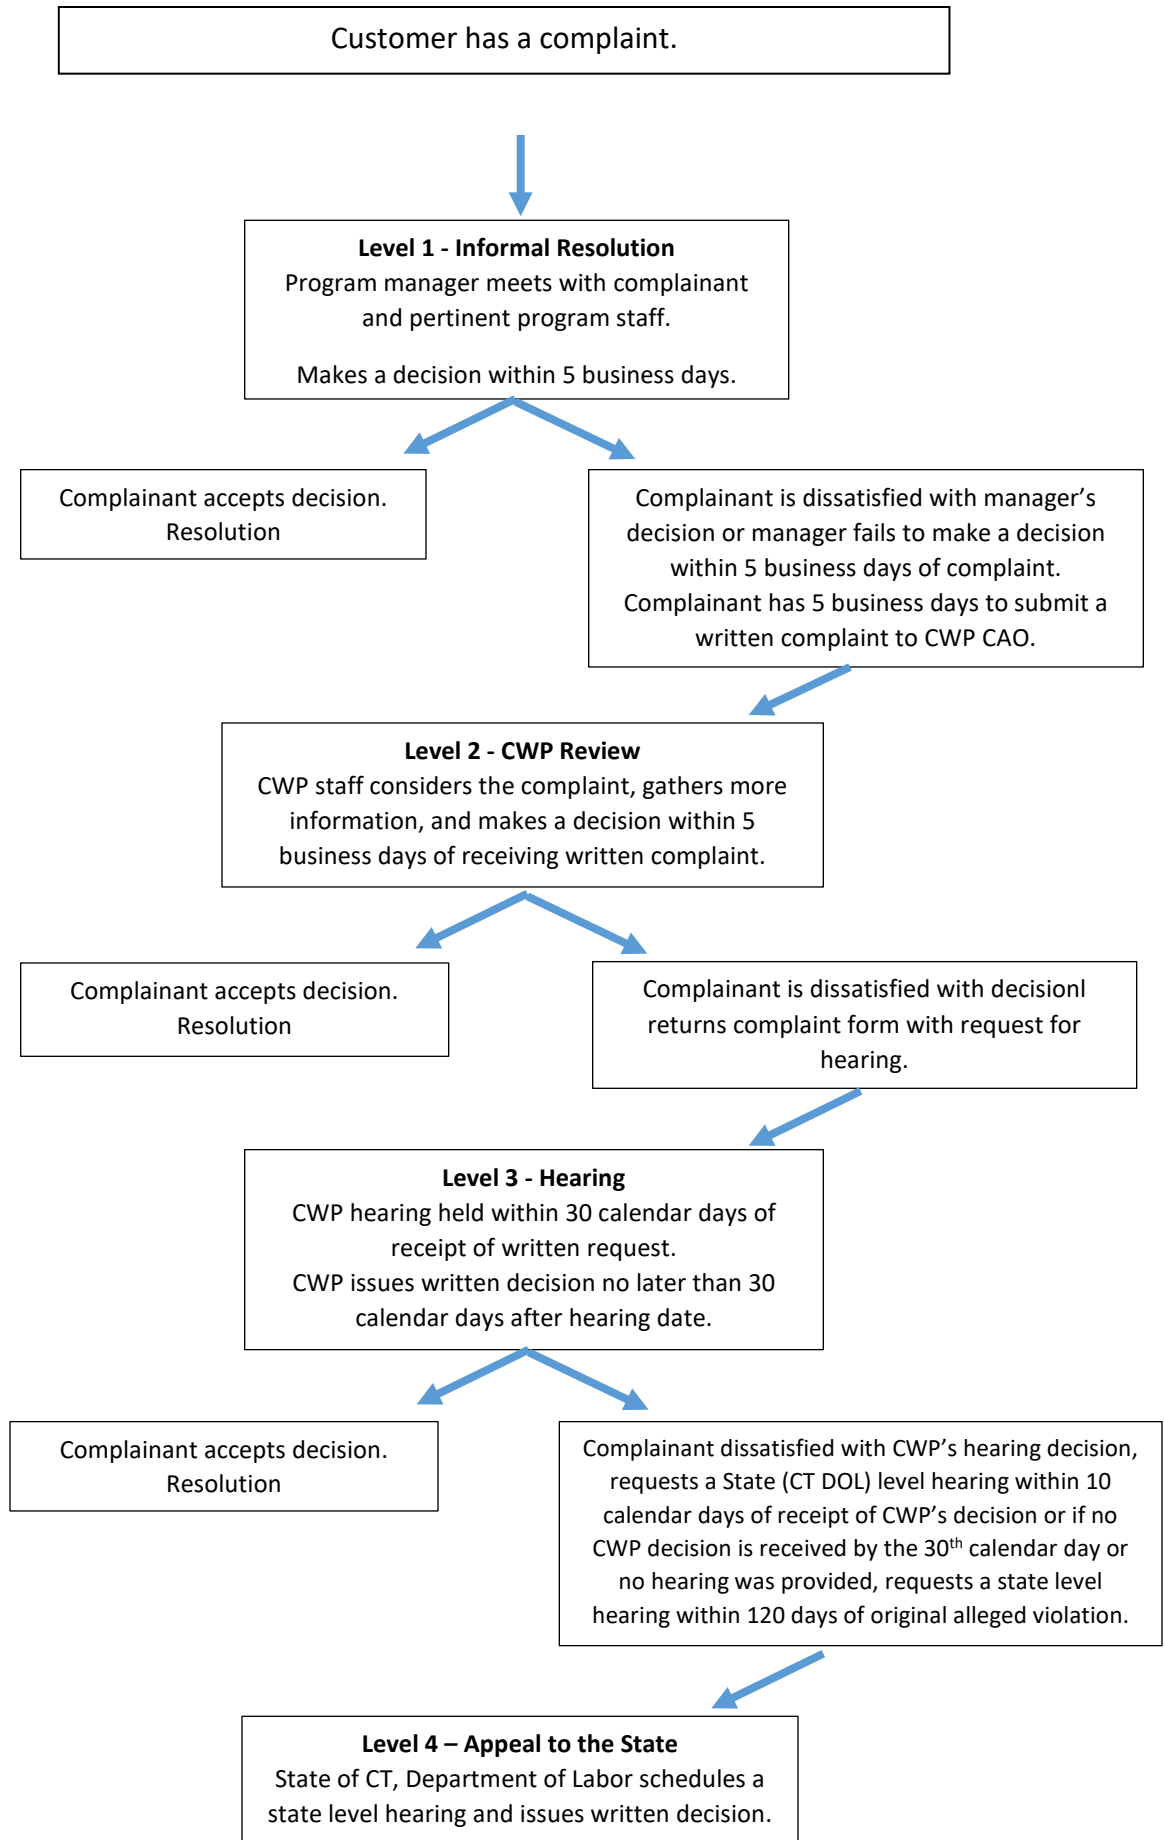 Customer has a complaint.
Level 1 - Informal Resolution
Program manager meets with complainant
and pertinent program staff.
Makes a decision within 5 business days.
Complainant accepts decision.
Resolution
Complainant is dissatisfied with manager’s
decision or manager fails to make a decision
within 5 business days of complaint.
Complainant has 5 business days to submit a
written complaint to CWP CAO.
Level 2 - CWP Review
CWP staff considers the complaint, gathers more
information, and makes a decision within 5
business days of receiving written complaint.
Complainant accepts decision.
Resolution
Complainant is dissatisfied with decisionl
returns complaint form with request for
hearing.
Level 3 - Hearing
CWP hearing held within 30 calendar days of
receipt of written request.
CWP issues written decision no later than 30
calendar days after hearing date.
Complainant accepts decision.
Resolution
Complainant dissatisfied with CWP’s hearing decision,
requests a State (CT DOL) level hearing within 10
calendar days of receipt of CWP’s decision or if no
CWP decision is received by the 30th calendar day or
no hearing was provided, requests a state level
hearing within 120 days of original alleged violation.
Level 4 – Appeal to the State
State of CT, Department of Labor schedules a
state level hearing and issues written decision.